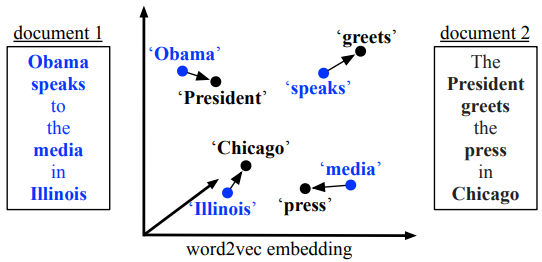 document 1
Obama
speaks
to
the
media
in
Illinois
‘Obama’
‘President’
‘greets’
‘speaks’
‘Chicago’
‘Illinois’
‘media’
‘press’
word2vec embedding
document 2
The
President
greets
the
press
in
Chicago